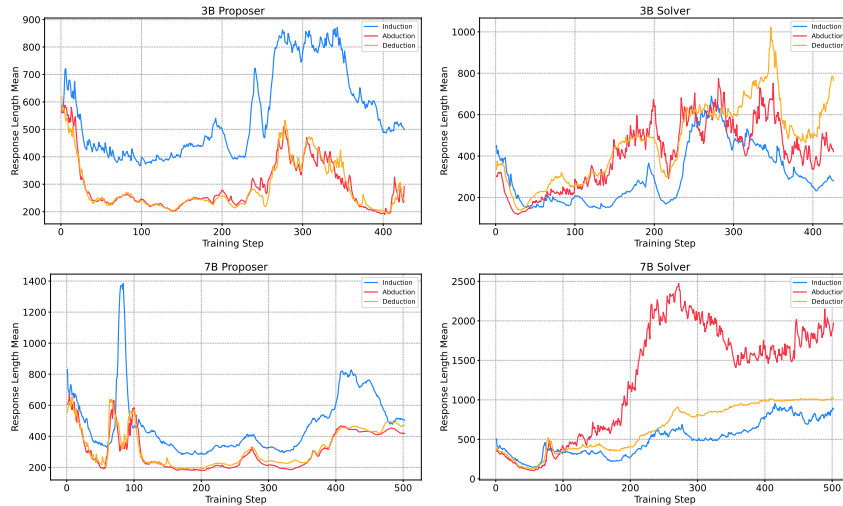 3B Proposer
Response Length Mean
900
800
700
600
500
400
300
200
0
100
200
300
400
Training Step
Induction
Abduction
Deduction
3B Solver
Response Length Mean
1000
800
600
400
200
0
100
200
300
400
Training Step
Induction
Abduction
Deduction
7B Proposer
Response Length Mean
1400
1200
1000
800
600
400
200
0
100
200
300
400
500
Training Step
Induction
Abduction
Deduction
7B Solver
Response Length Mean
2500
2000
1500
1000
500
0
0
100
200
300
400
500
Training Step
Induction
Abduction
Deduction